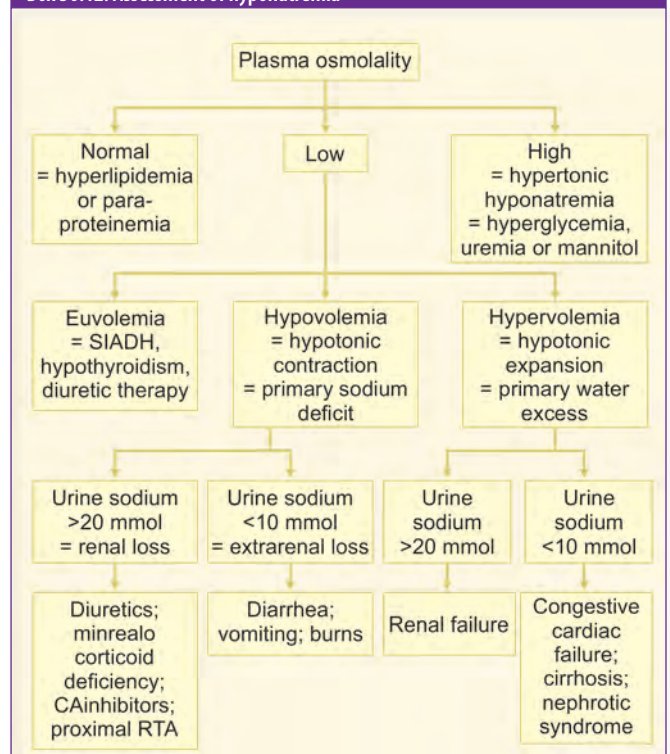 Plasma osmolality
Normal
= hyperlipidemia
or para-
proteinemia
Low
High
= hypertonic
hyponatremia
= hyperglycemia,
uremia or mannitol
Euvolemia
= SIADH,
hypothyroidism,
diuretic therapy
Hypovolemia
= hypotonic
contraction
= primary sodium
deficit
Hypervolemia
= hypotonic
expansion
= primary water
excess
Urine sodium
>20 mmol
= renal loss
Urine sodium
<10 mmol
= extrarenal loss
Urine
sodium
>20 mmol
Urine
sodium
<10 mmol
Diuretics;
minrealo
corticoid
deficiency;
CAinhibitors;
proximal RTA
Diarrhea;
vomiting; burns
Renal failure
Congestive
cardiac
failure;
cirrhosis;
nephrotic
syndrome